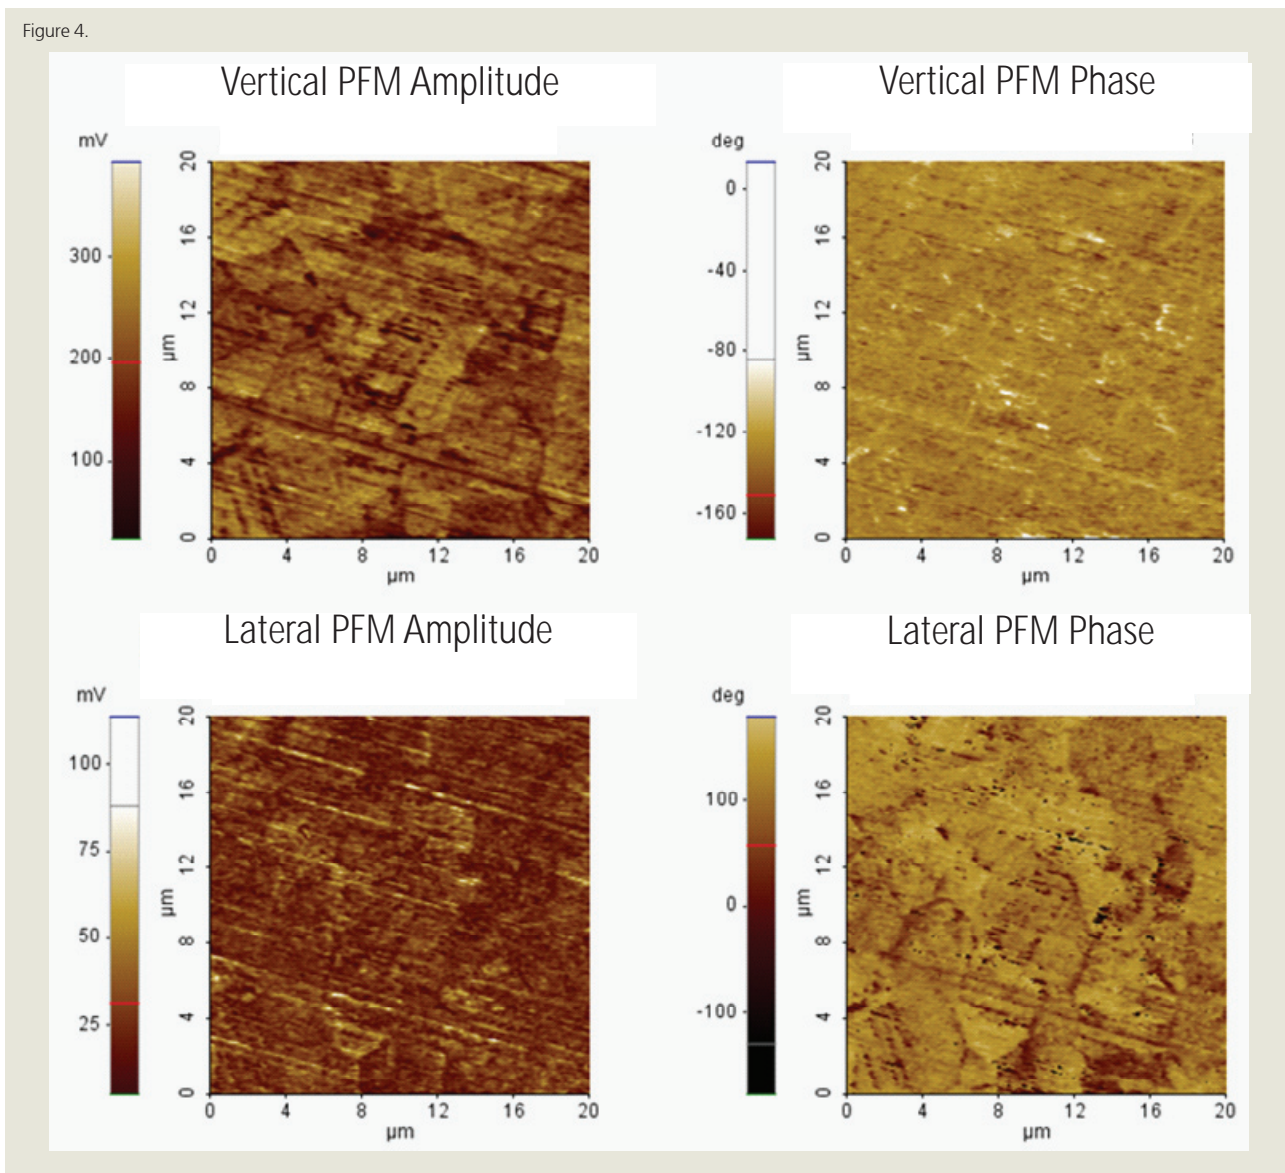 Figure 4.
Vertical PFM Amplitude
Vertical PFM Phase
mV
300
200
100
µm
20
16
12
8
4
0
0 4 8 12 16 20
µm
deg
0
-40
-80
-120
-160
µm
20
16
12
8
4
0
0 4 8 12 16 20
µm
Lateral PFM Amplitude
Lateral PFM Phase
mV
100
75
50
25
µm
20
16
12
8
4
0
0 4 8 12 16 20
µm
deg
100
0
-100
µm
20
16
12
8
4
0
0 4 8 12 16 20
µm